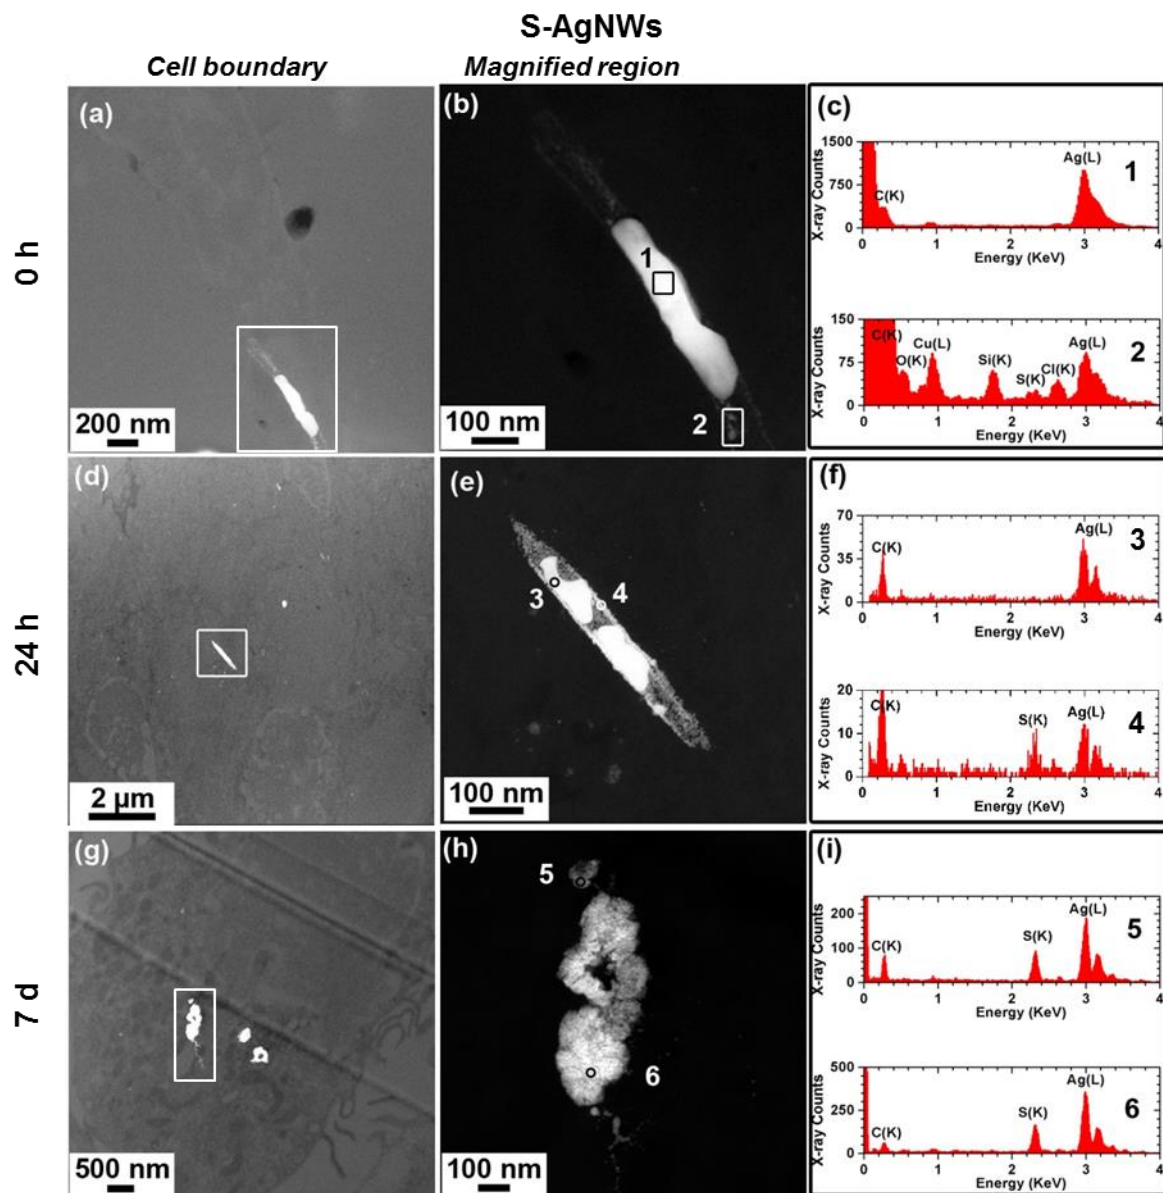 S-AgNWs
Cell boundary
Magnified region
0 h
(a)
200 nm
(b)
1
2
100 nm
(c)
1500
750
0
X-ray Counts
C(K)
Ag(L)
1
0 1 2 3 4
Energy (KeV)
150
75
0
X-ray Counts
C(K)
O(K)
Cu(L)
Si(K)
S(K)
Cl(K)
Ag(L)
2
0 1 2 3 4
Energy (KeV)
24 h
(d)
2 µm
(e)
3
4
100 nm
(f)
70
35
0
X-ray Counts
C(K)
Ag(L)
3
0 1 2 3 4
Energy (KeV)
20
10
0
X-ray Counts
C(K)
S(K)
Ag(L)
4
0 1 2 3 4
Energy (KeV)
7 d
(g)
500 nm
(h)
5
6
100 nm
(i)
200
100
0
X-ray Counts
C(K)
S(K)
Ag(L)
5
0 1 2 3 4
Energy (KeV)
500
250
0
X-ray Counts
C(K)
S(K)
Ag(L)
6
0 1 2 3 4
Energy (KeV)